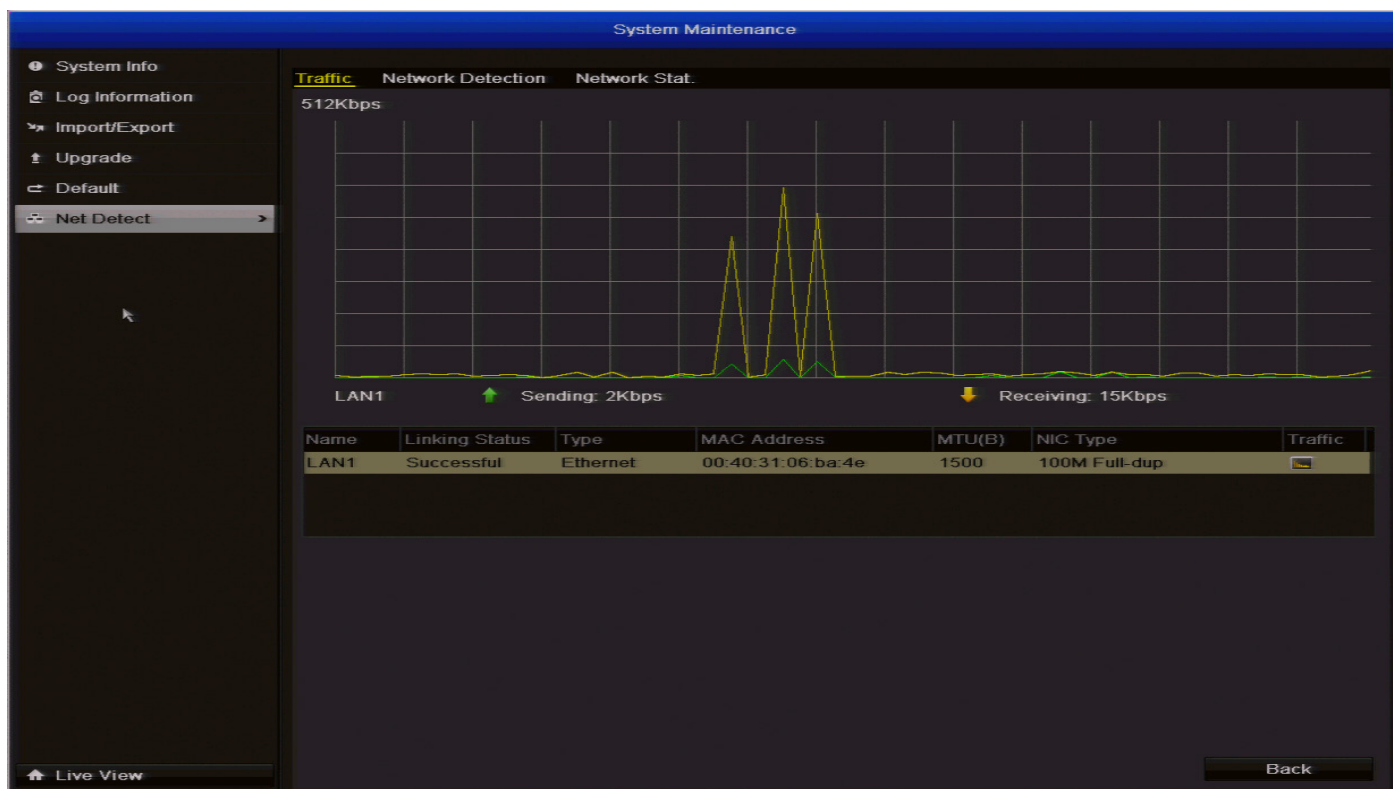 System Maintenance
System Info
Log Information
Import/Export
Upgrade
Default
Net Detect >
Live View
Traffic Network Detection Network Stat.
512Kbps
LAN1 Sending: 2Kbps Receiving: 15Kbps
Name Linking Status Type MAC Address MTU(B) NIC Type Traffic
LAN1 Successful Ethernet 00:40:31:06:ba:4e 1500 100M Full-dup
Back